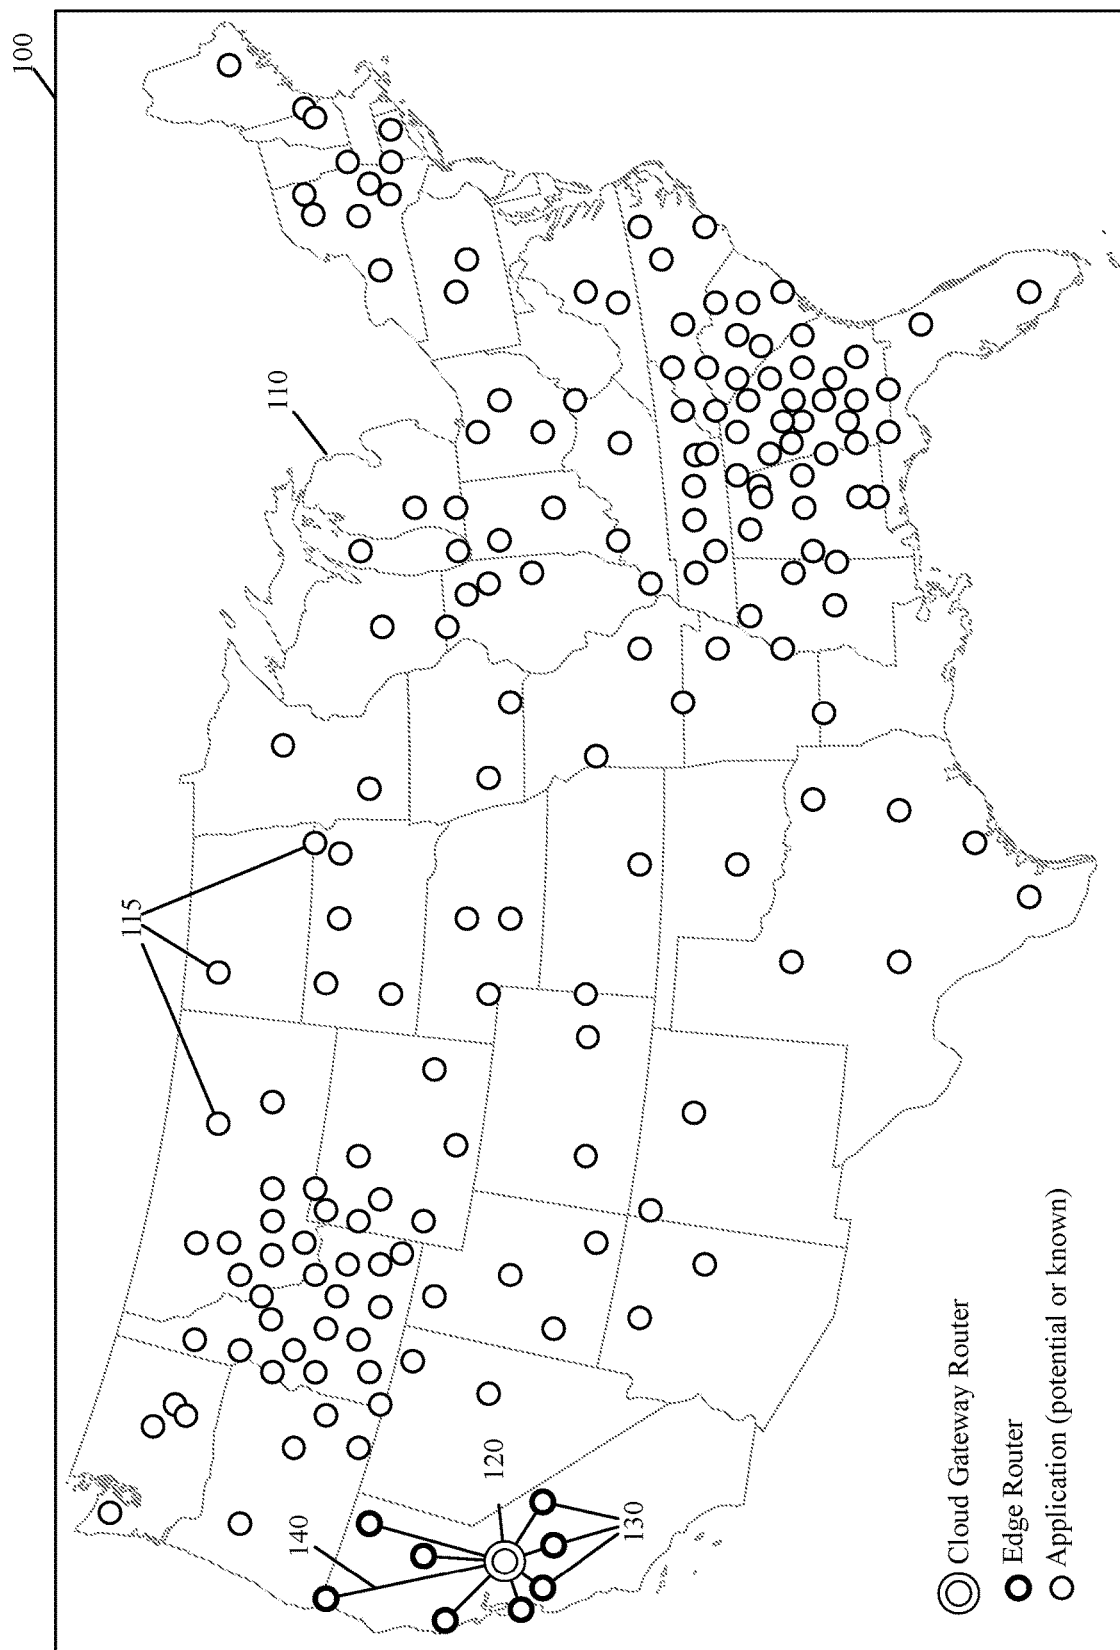 100
110
115
120
130
140
Cloud Gateway Router
Edge Router
Application (potential or known)